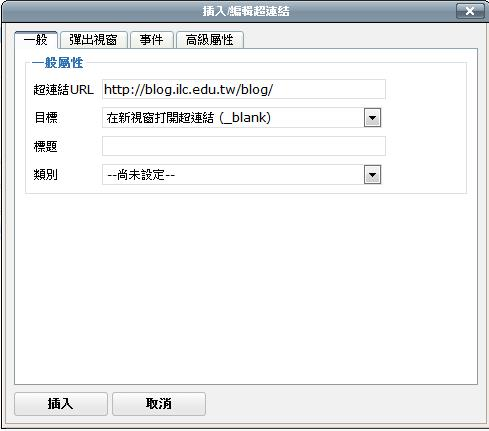 插入/編輯超連結
一般 彈出視窗 事件 高級屬性
一般屬性
超連結URL http://blog.ilc.edu.tw/blog/
目標 在新視窗打開超連結 (_blank)
標題
類別 --尚未設定--
插入 取消